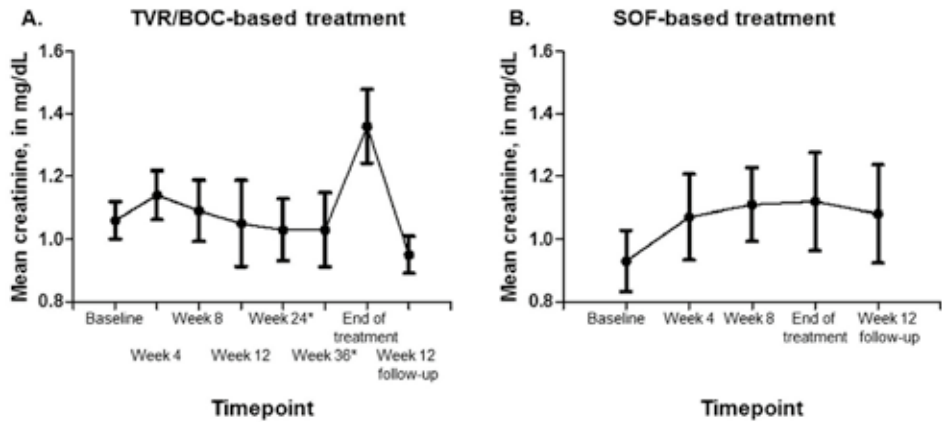 A. TVR/BOC-based treatment
Mean creatinine, in mg/dL
1.6
1.4
1.2
1.0
0.8
Baseline
Week 4
Week 8
Week 12
Week 24*
Week 36*
End of
treatment
Week 12
follow-up
Timepoint
B. SOF-based treatment
Mean creatinine, in mg/dL
1.6
1.4
1.2
1.0
0.8
Baseline
Week 4
Week 8
End of
treatment
Week 12
follow-up
Timepoint